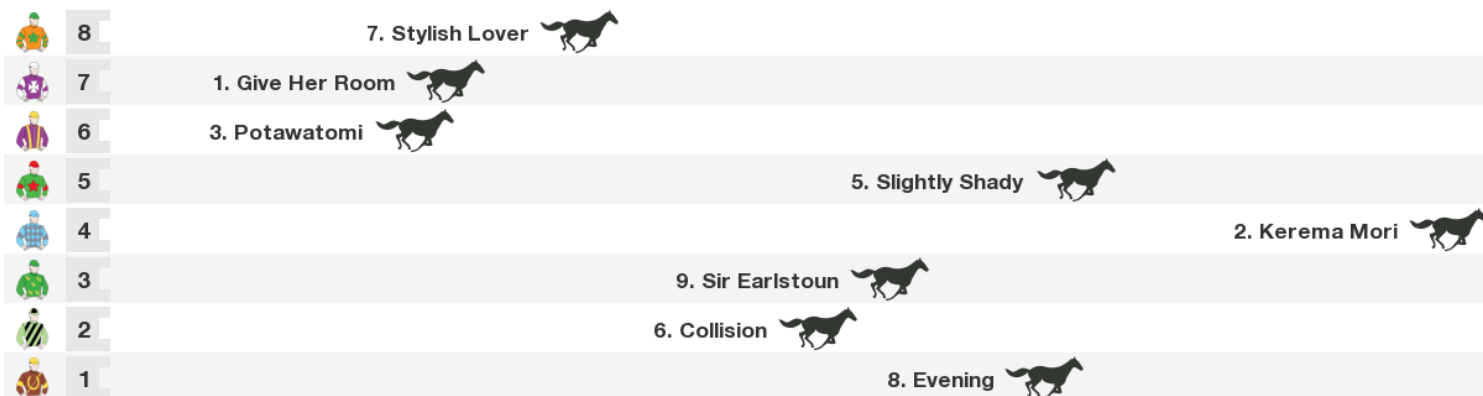 8 7. Stylish Lover
7 1. Give Her Room
6 3. Potawatomi
5 5. Slightly Shady
4 2. Kerema Mori
3 9. Sir Earlstoun
2 6. Collision
1 8. Evening